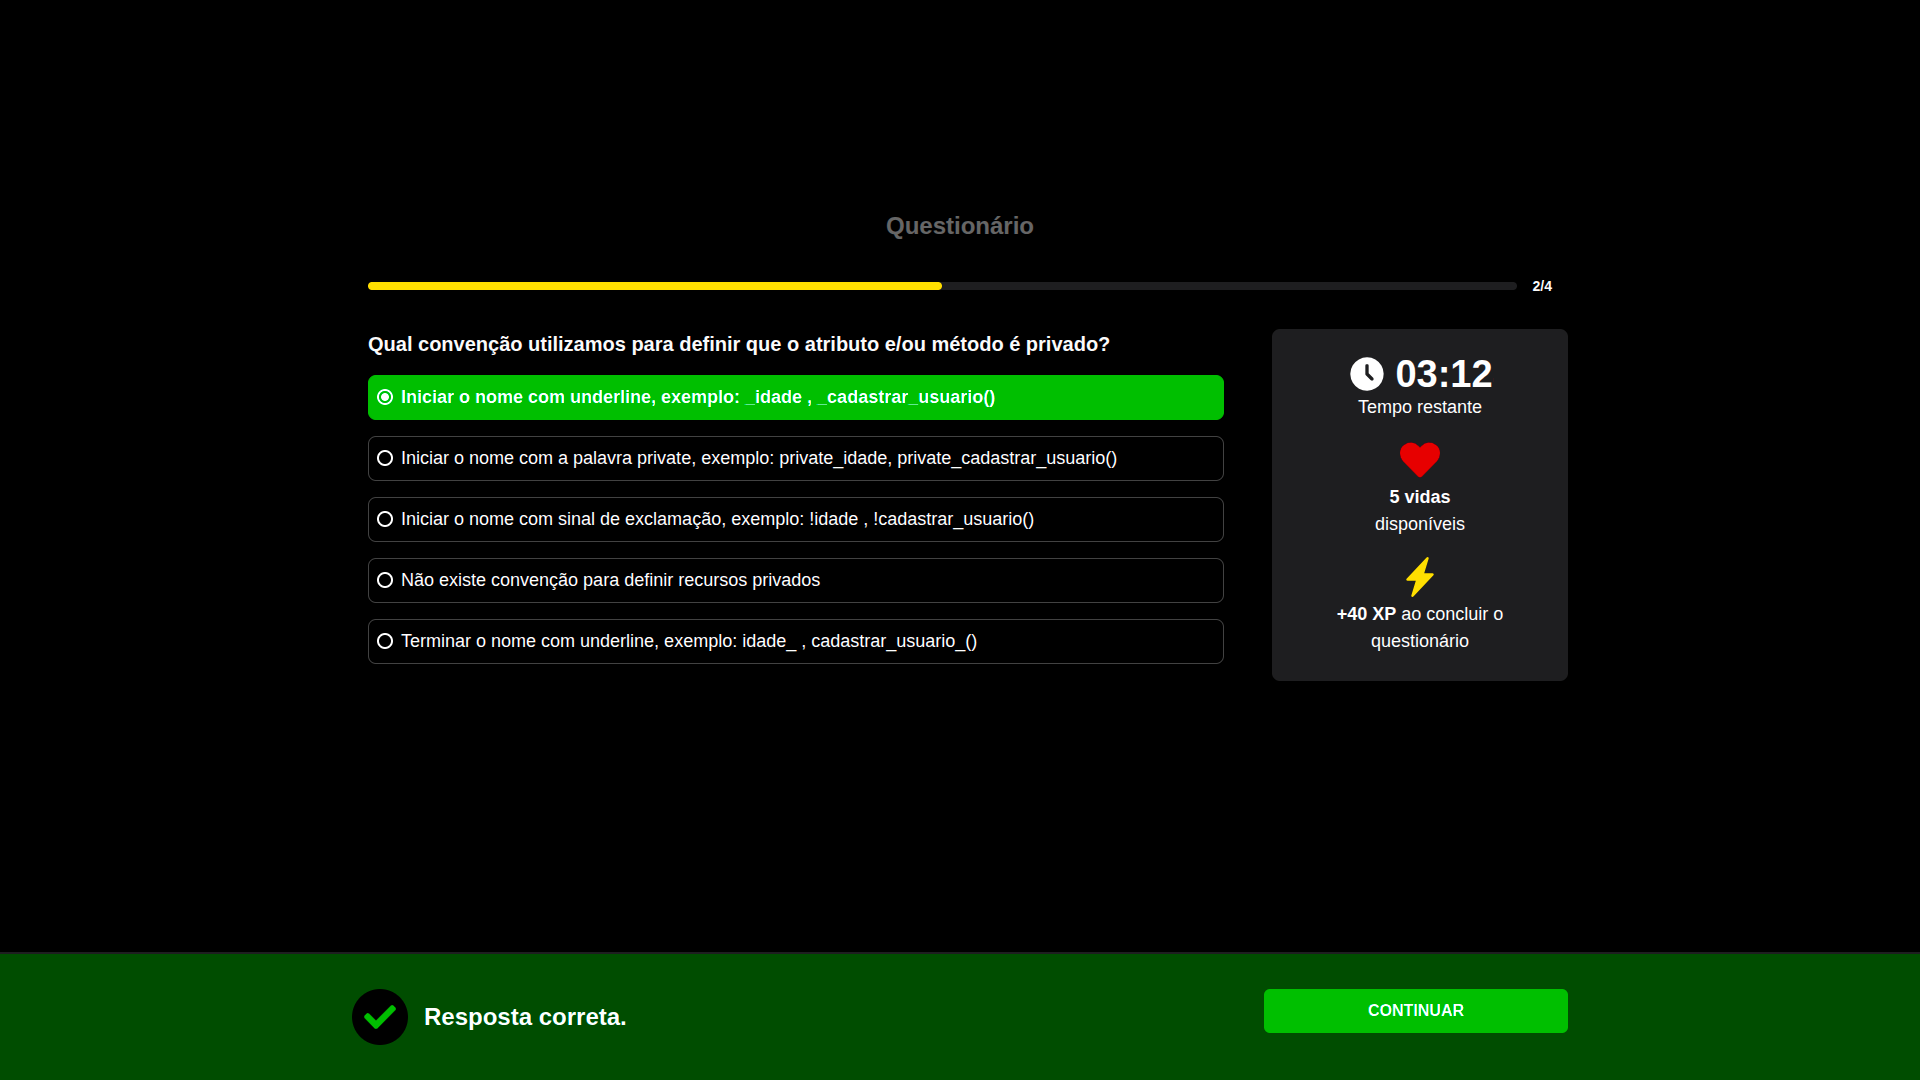 Questionário
2/4
Qual convenção utilizamos para definir que o atributo e/ou método é privado?
Iniciar o nome com underline, exemplo: _idade , _cadastrar_usuario()
Iniciar o nome com a palavra private, exemplo: private_idade, private_cadastrar_usuario()
Iniciar o nome com sinal de exclamação, exemplo: !idade , !cadastrar_usuario()
Não existe convenção para definir recursos privados
Terminar o nome com underline, exemplo: idade_ , cadastrar_usuario_()
03:12
Tempo restante
5 vidas
disponíveis
+40 XP ao concluir o
questionário
Resposta correta.
CONTINUAR